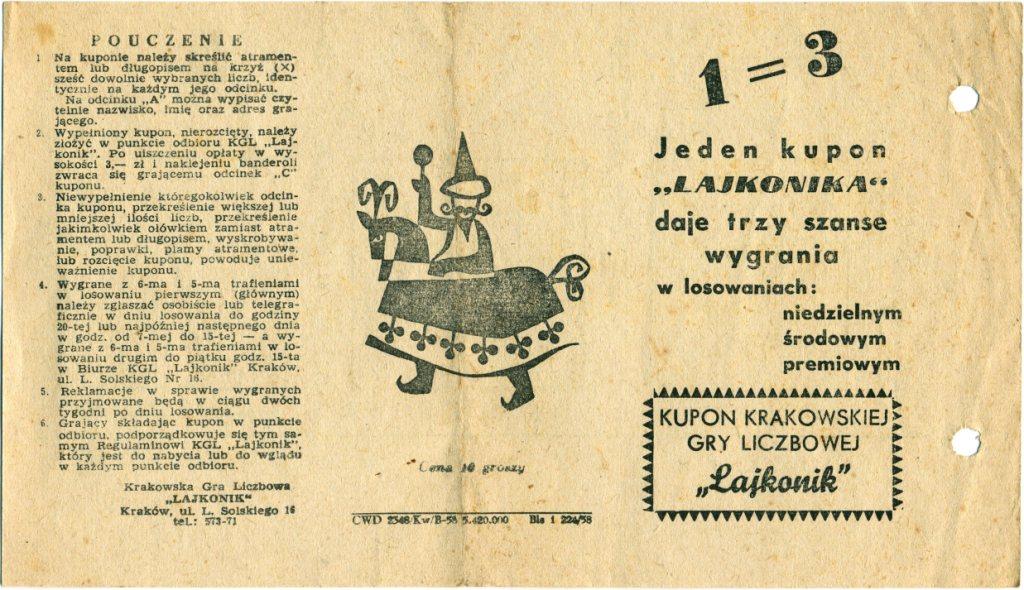 POUCZENIE
1 Na kuponie należy skreślić atramen-
tem lub długopisem na krzyż (X)
sześć dowolnie wybranych liczb, iden-
tycznie na każdym jego odcinku.
Na odcinku „A" można wypisać czy-
telnie nazwisko, imię oraz adres gra-
jącego.
2. Wypełniony kupon, nierozcięty, należy
złożyć w punkcie odbioru KGL „Laj-
konik". Po uiszczeniu opłaty w wy-
sokości 3,— zł i naklejeniu banderoli
zwraca się grającemu odcinek „C"
kuponu.
3. Niewypełnienie któregokolwiek odcin-
ka kuponu, przekreślenie większej lub
mniejszej ilości liczb, przekreślenie
jakimkolwiek ołówkiem zamiast atra-
mentem lub długopisem, wyskrobywa-
nie, poprawki, plamy atramentowe,
lub rozcięcie kuponu, powoduje unie-
ważnienie kuponu.
4. Wygrane z 6-ma i 5-ma trafieniami
w losowaniu pierwszym (głównym)
należy zgłaszać osobiście lub telegra-
ficznie w dniu losowania do godziny
20-tej lub najpóźniej następnego dnia
w godz. od 7-mej do 15-tej — a wy-
grane z 6-ma i 5-ma trafieniami w lo-
sowaniu drugim do piątku godz. 15-ta
w Biurze KGL „Lajkonik" Kraków,
ul. L. Solskiego Nr 16.
5. Reklamacje w sprawie wygranych
przyjmowane będą w ciągu dwóch
tygodni po dniu losowania.
6. Grający składając kupon w punkcie
odbioru, podporządkowuje się tym sa-
mym Regulaminowi KGL „Lajkonik",
który jest do nabycia lub do wglądu
w każdym punkcie odbioru.
Krakowska Gra Liczbowa
„LAJKONIK"
Kraków, ul. L. Solskiego 16
tel.: 573-71
Cena 10 groszy
CWD 2348/Kw/B-58 5.420.000 Bls 1 224/58
1 = 3
Jeden kupon
„LAJKONIKA"
daje trzy szanse
wygrania
w losowaniach:
niedzielnym
środowym
premiowym
KUPON KRAKOWSKIEJ
GRY LICZBOWEJ
„Lajkonik"